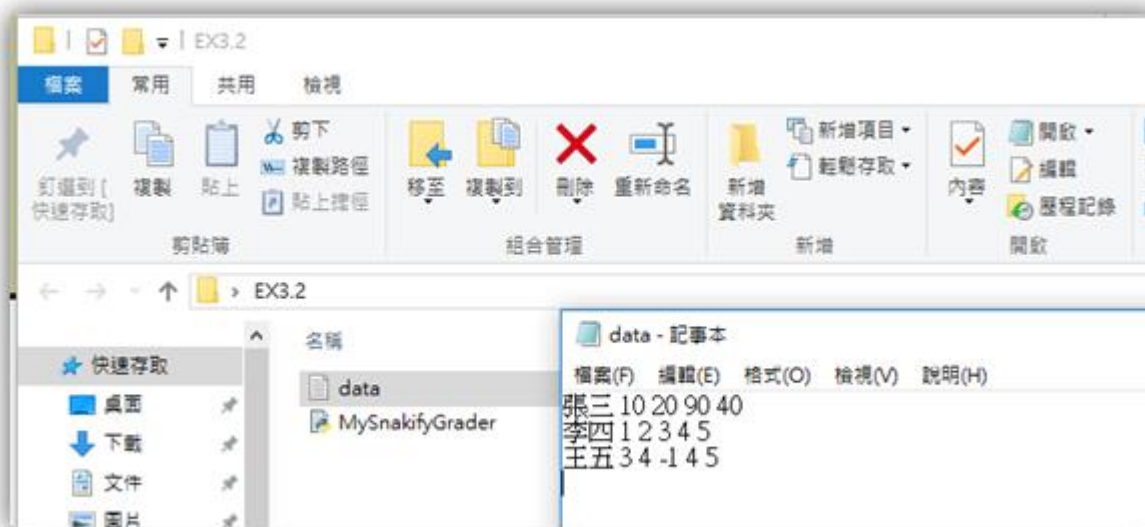 EX3.2
檔案 常用 共用 檢視
釘選到 [快速存取]
複製
貼上
剪下
複製路徑
貼上捷徑
剪貼簿
移至
複製到
刪除
重新命名
組合管理
新增資料夾
新增項目
輕鬆存取
新增
內容
開啟
編輯
歷程記錄
開啟
EX3.2
快速存取
桌面
下載
文件
圖片
名稱
data
MySnakifyGrader
data - 記事本
檔案(F) 編輯(E) 格式(O) 檢視(V) 說明(H)
張三 10 20 90 40
李四 1 2 3 4 5
王五 3 4 -1 4 5